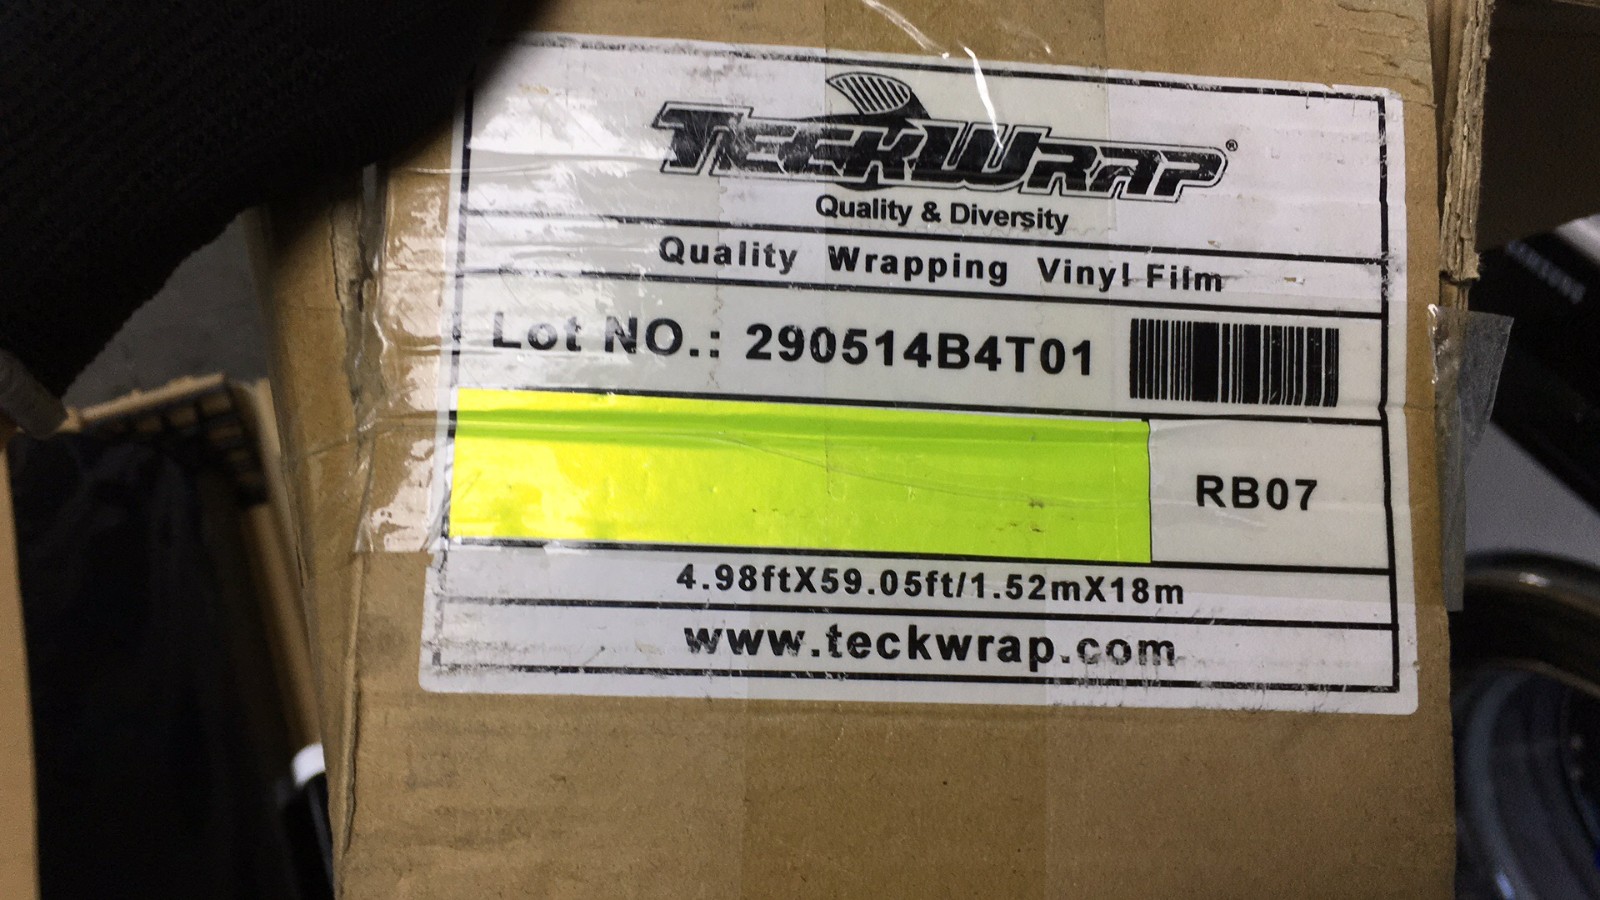 TECKWRAP®
Quality & Diversity
Quality Wrapping Vinyl Film
Lot NO.: 290514B4T01
RB07
4.98ftX59.05ft/1.52mX18m
www.teckwrap.com
SAMSUNG